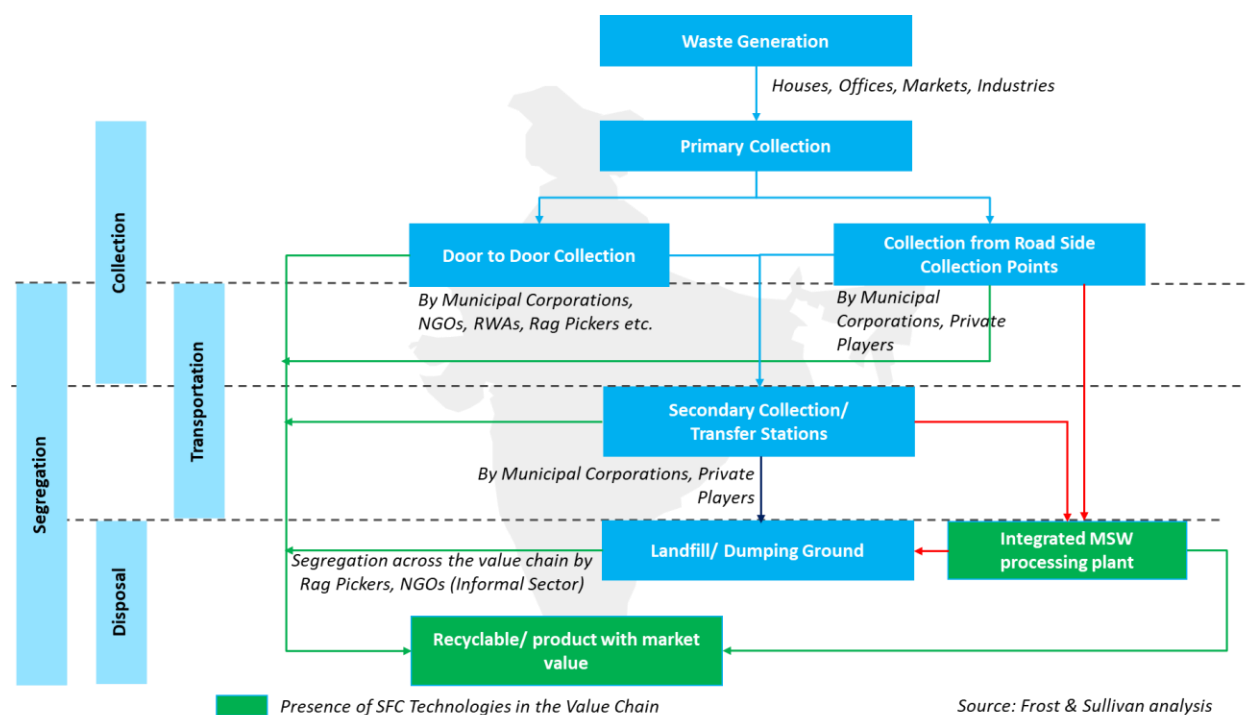 Waste Generation
Houses, Offices, Markets, Industries
Primary Collection
Collection
Door to Door Collection
Collection from Road Side
Collection Points
By Municipal Corporations,
NGOs, RWAs, Rag Pickers etc.
By Municipal
Corporations, Private
Players
Segregation
Transportation
Secondary Collection/
Transfer Stations
By Municipal Corporations, Private
Players
Disposal
Landfill/ Dumping Ground
Integrated MSW
processing plant
Segregation across the value chain by
Rag Pickers, NGOs (Informal Sector)
Recyclable/ product with market
value
Presence of SFC Technologies in the Value Chain
Source: Frost & Sullivan analysis